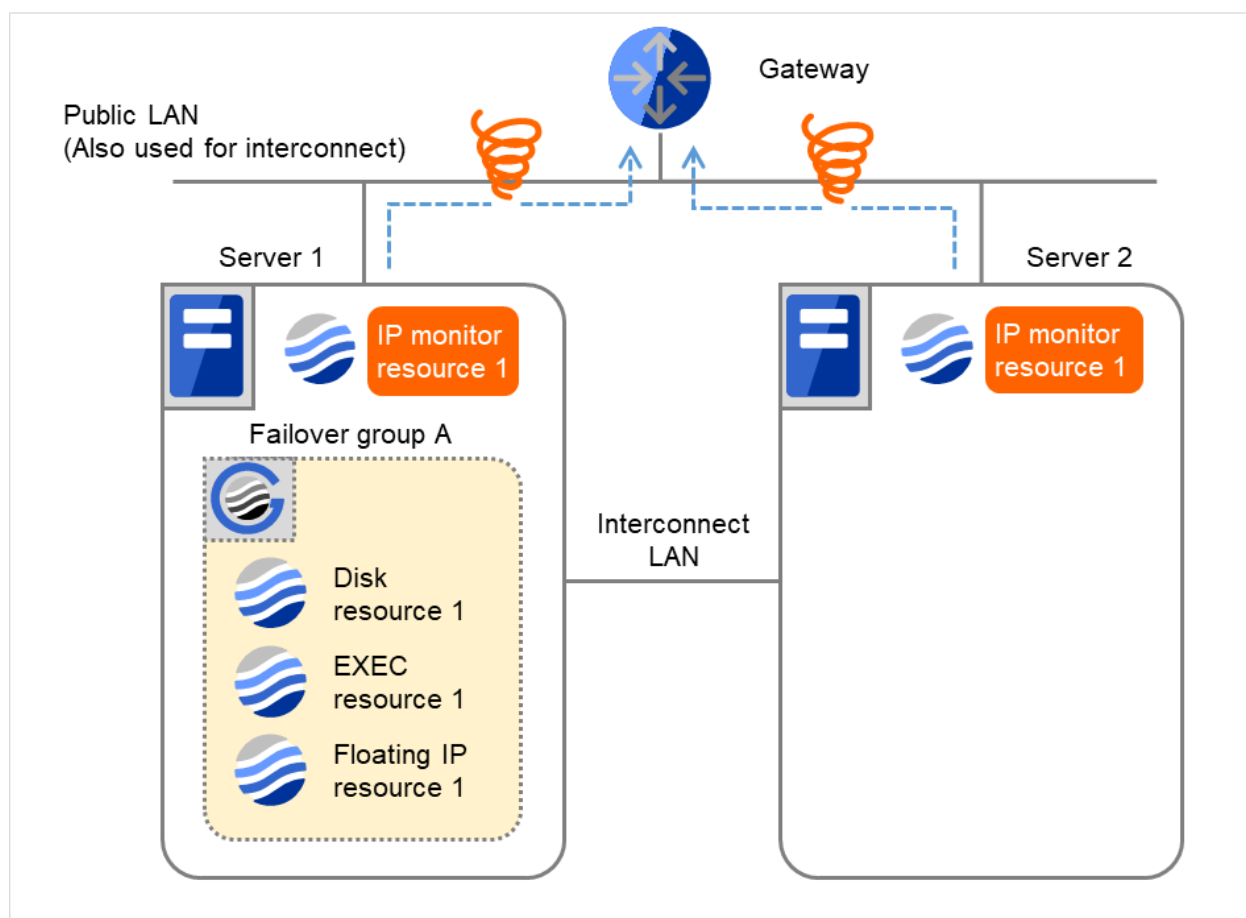 Gateway
Public LAN
(Also used for interconnect)
Server 1
Server 2
IP monitor
resource 1
IP monitor
resource 1
Failover group A
Interconnect
LAN
Disk
resource 1
EXEC
resource 1
Floating IP
resource 1